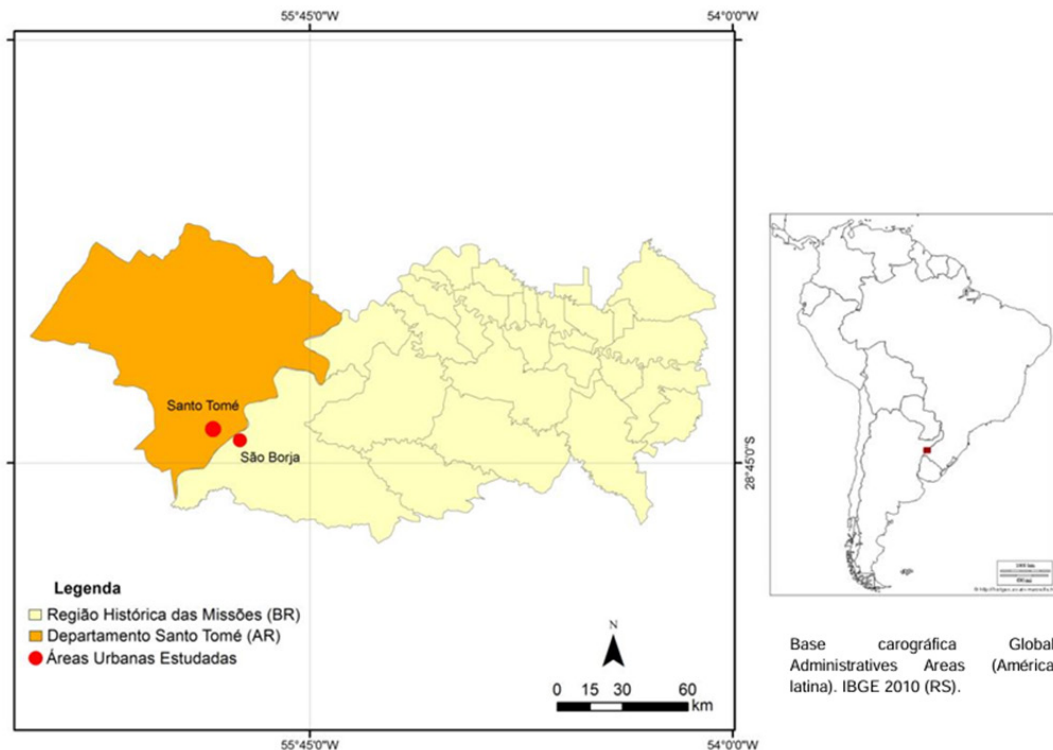 55°45'0"W
54°0'0"W
Santo Tomé
São Borja
28°45'0"S
Legenda
Região Histórica das Missões (BR)
Departamento Santo Tomé (AR)
Áreas Urbanas Estudadas
N
0 15 30 60
km
55°45'0"W
54°0'0"W
Base carográfica Global
Administratives Areas (América
latina). IBGE 2010 (RS).